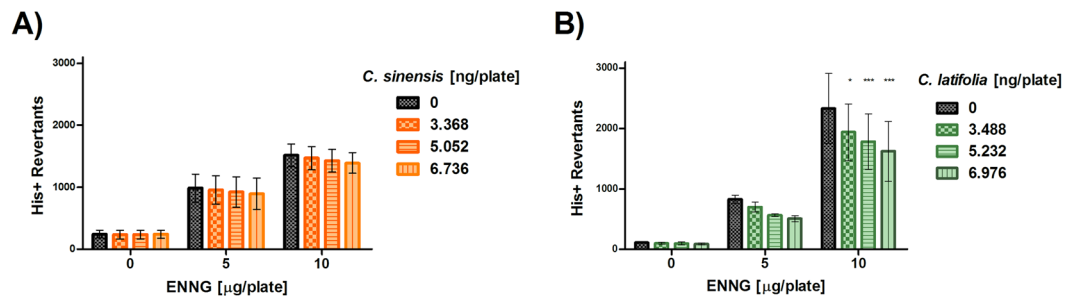 A)
C. sinensis [ng/plate]
0
3.368
5.052
6.736
His+ Revertants
3000
2000
1000
0
0 5 10
ENNG [µg/plate]
B)
C. latifolia [ng/plate]
0
3.488
5.232
6.976
His+ Revertants
3000
2000
1000
0
* *** ***
0 5 10
ENNG [µg/plate]